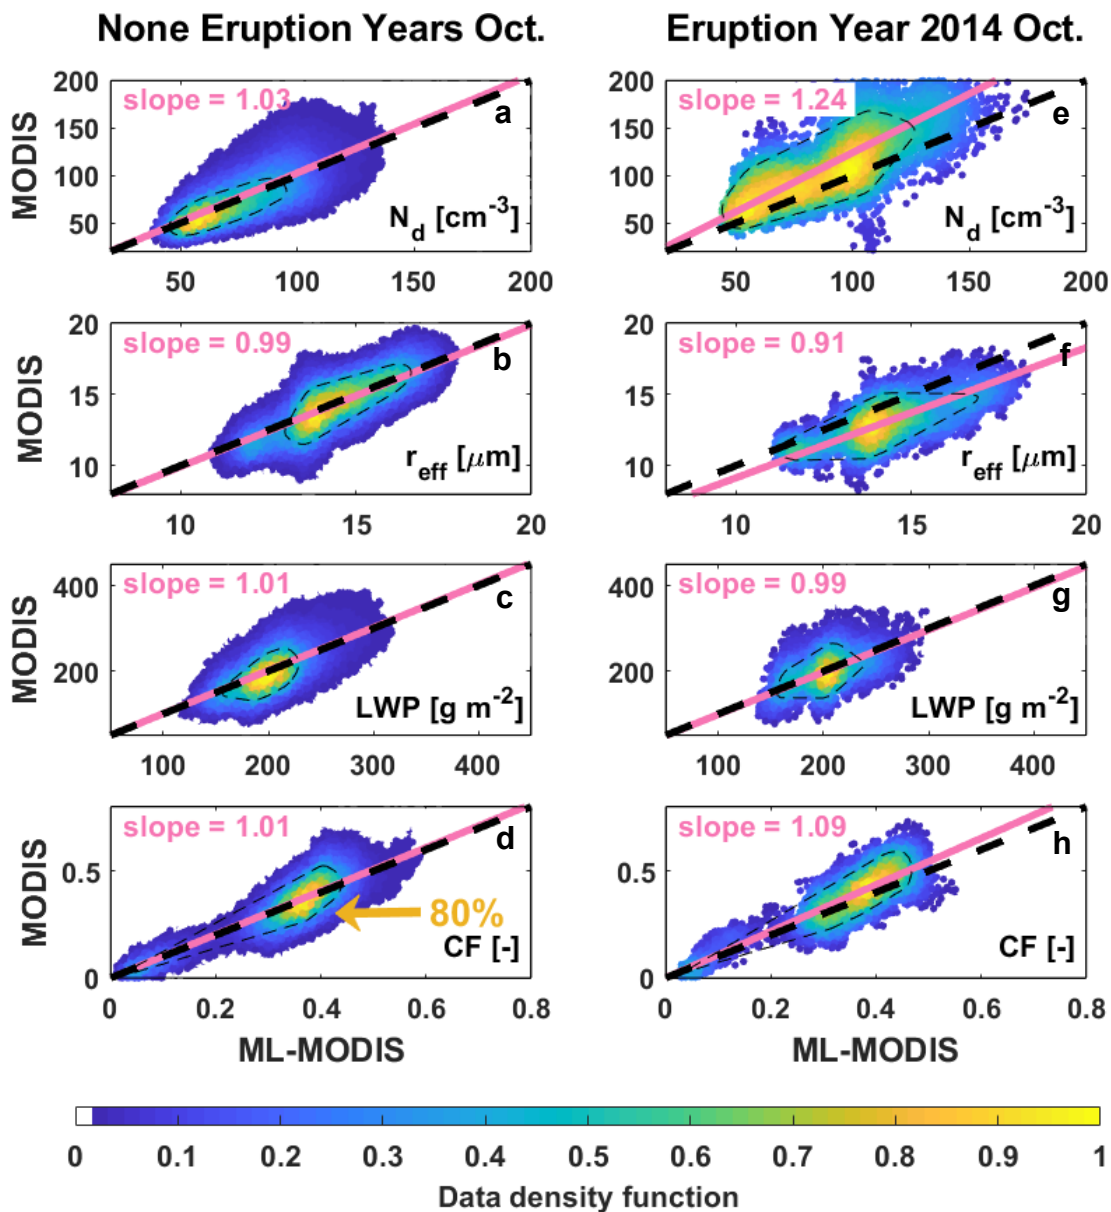 None Eruption Years Oct.
Eruption Year 2014 Oct.
200
150
100
50
MODIS
slope = 1.03
a
N_d [cm^-3]
50
100
150
200
200
150
100
50
slope = 1.24
e
N_d [cm^-3]
50
100
150
200
20
15
10
MODIS
slope = 0.99
b
r_eff [μm]
10
15
20
20
15
10
slope = 0.91
f
r_eff [μm]
10
15
20
400
200
MODIS
slope = 1.01
c
LWP [g m^-2]
100
200
300
400
400
200
slope = 0.99
g
LWP [g m^-2]
100
200
300
400
0.5
0
MODIS
slope = 1.01
d
80%
CF [-]
0
0.2
0.4
0.6
0.8
ML-MODIS
0.5
0
slope = 1.09
h
CF [-]
0
0.2
0.4
0.6
0.8
ML-MODIS
0
0.1
0.2
0.3
0.4
0.5
0.6
0.7
0.8
0.9
1
Data density function